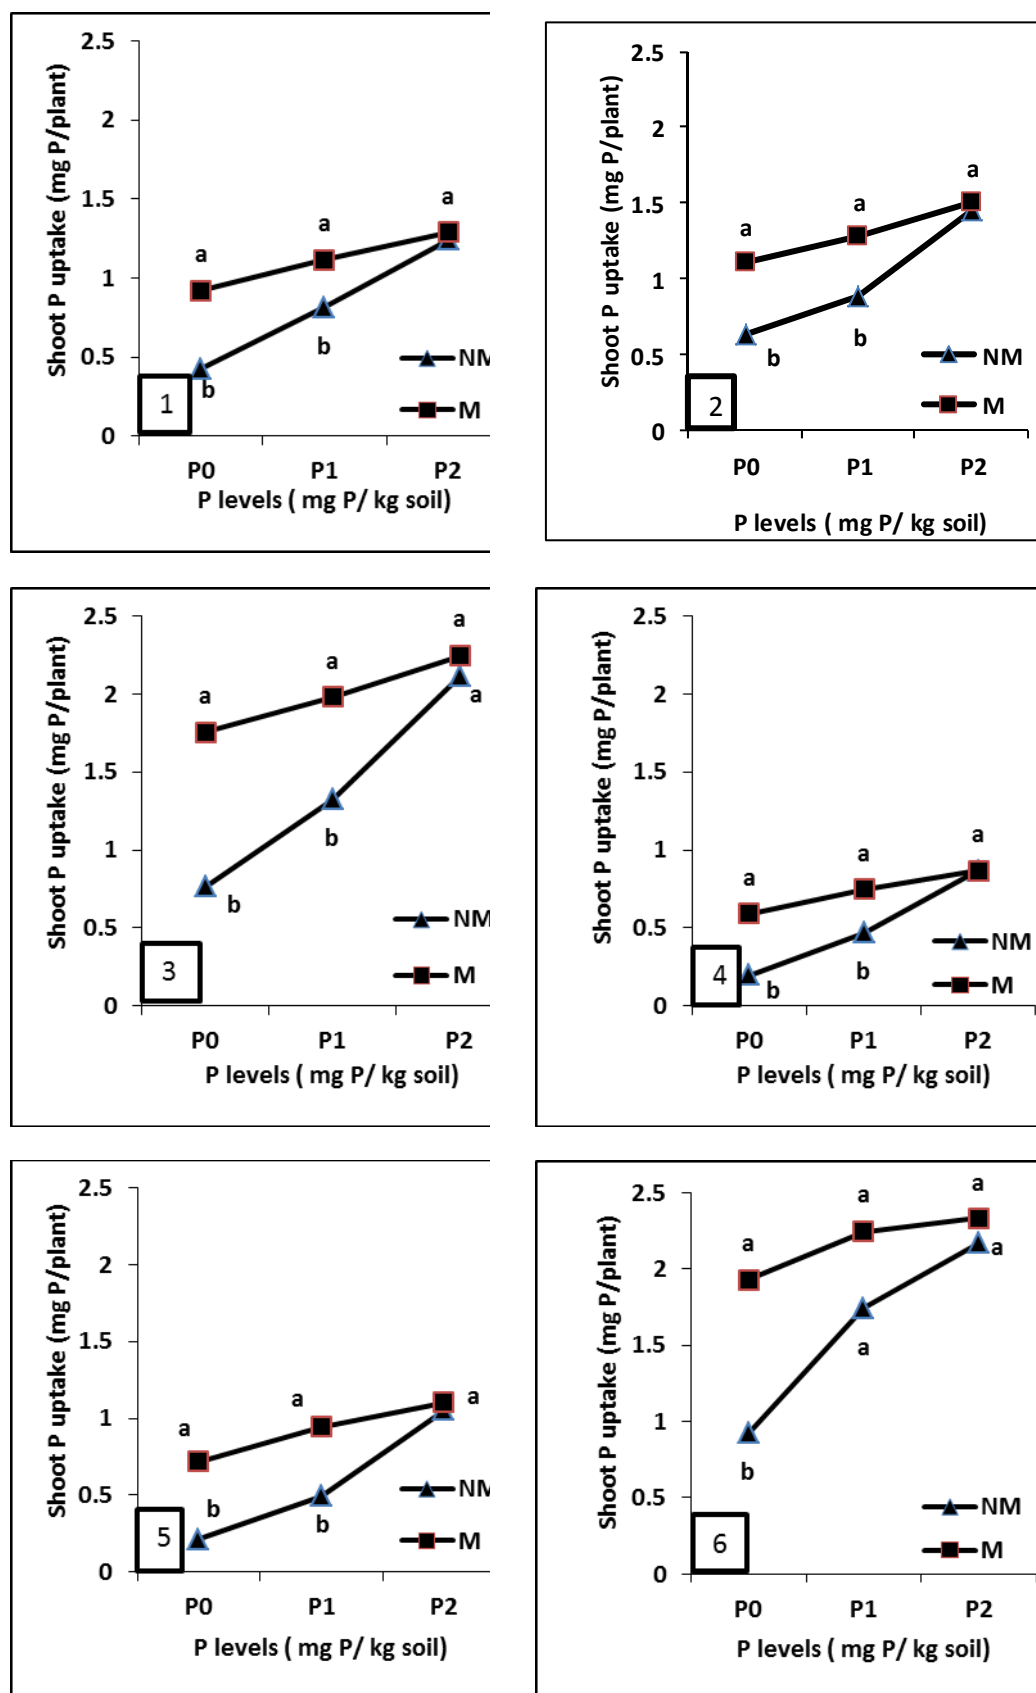 Shoot P uptake (mg P/plant)
2.5
2
1.5
1
0.5
0
a
a
a
b
b
NM
M
1
P0 P1 P2
P levels ( mg P/ kg soil)
Shoot P uptake (mg P/plant)
2.5
2
1.5
1
0.5
0
a
a
a
b
b
NM
M
2
P0 P1 P2
P levels ( mg P/ kg soil)
Shoot P uptake (mg P/plant)
2.5
2
1.5
1
0.5
0
a
a
a
a
b
b
NM
M
3
P0 P1 P2
P levels ( mg P/ kg soil)
Shoot P uptake (mg P/plant)
2.5
2
1.5
1
0.5
0
a
a
a
b
b
NM
M
4
P0 P1 P2
P levels ( mg P/ kg soil)
Shoot P uptake (mg P/plant)
2.5
2
1.5
1
0.5
0
a
a
a
b
b
NM
M
5
P0 P1 P2
P levels ( mg P/ kg soil)
Shoot P uptake (mg P/plant)
2.5
2
1.5
1
0.5
0
a
a
a
a
a
b
NM
M
6
P0 P1 P2
P levels ( mg P/ kg soil)